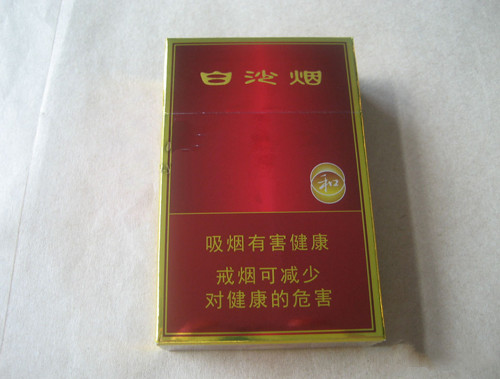 白沙烟
和
吸烟有害健康
戒烟可减少
对健康的危害